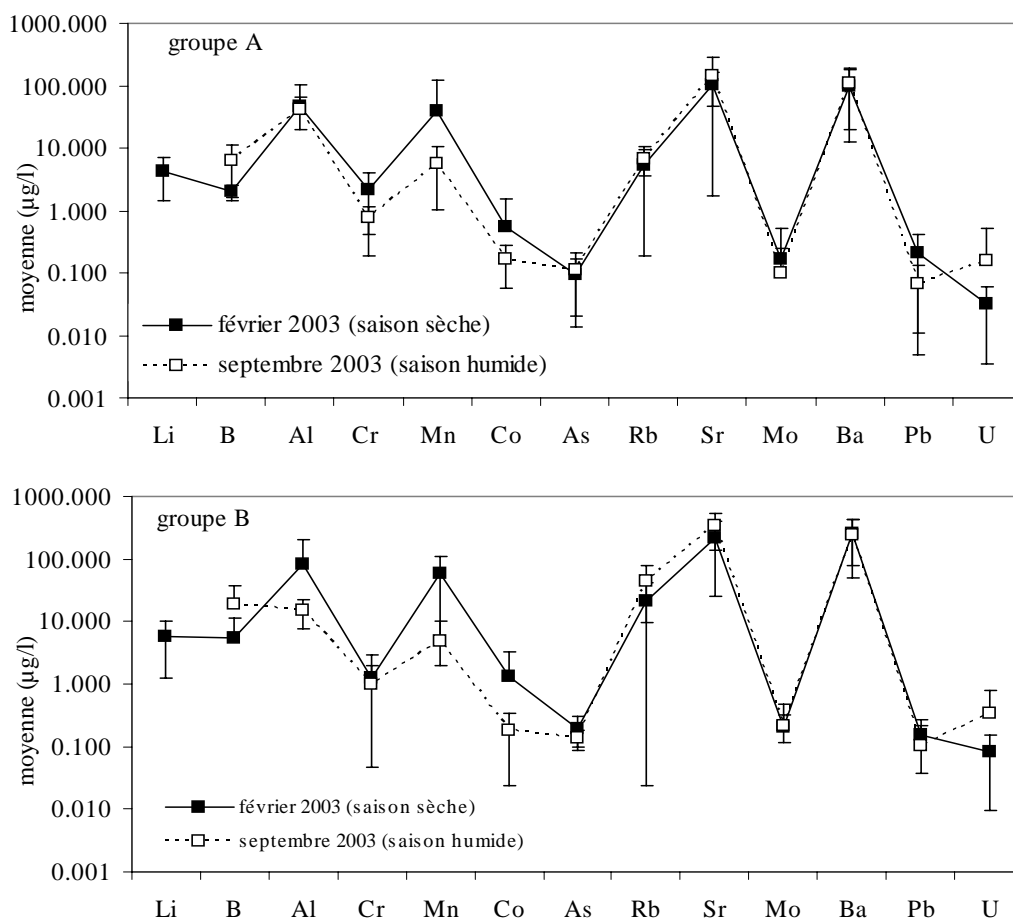 groupe A
moyenne (µg/l)
1000.000
100.000
10.000
1.000
0.100
0.010
0.001
février 2003 (saison sèche)
septembre 2003 (saison humide)
Li B Al Cr Mn Co As Rb Sr Mo Ba Pb U
groupe B
moyenne (µg/l)
1000.000
100.000
10.000
1.000
0.100
0.010
0.001
février 2003 (saison sèche)
septembre 2003 (saison humide)
Li B Al Cr Mn Co As Rb Sr Mo Ba Pb U